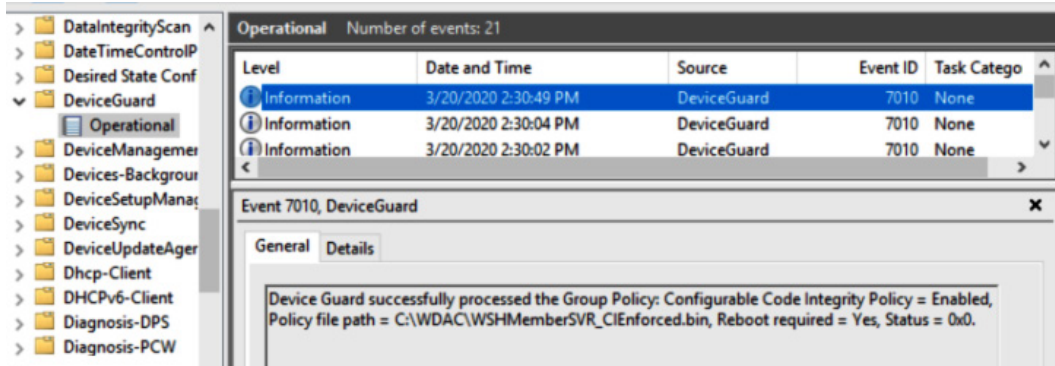 DataIntegrityScan
DateTimeControlP
Desired State Conf
DeviceGuard
Operational
DeviceManagemer
Devices-Backgrour
DeviceSetupManag
DeviceSync
DeviceUpdateAger
Dhcp-Client
DHCPv6-Client
Diagnosis-DPS
Diagnosis-PCW
Operational Number of events: 21
Level Date and Time Source Event ID Task Catego
Information 3/20/2020 2:30:49 PM DeviceGuard 7010 None
Information 3/20/2020 2:30:04 PM DeviceGuard 7010 None
Information 3/20/2020 2:30:02 PM DeviceGuard 7010 None
Event 7010, DeviceGuard
General Details
Device Guard successfully processed the Group Policy: Configurable Code Integrity Policy = Enabled,
Policy file path = C:\WDAC\WSHMemberSVR_CIEnforced.bin, Reboot required = Yes, Status = 0x0.